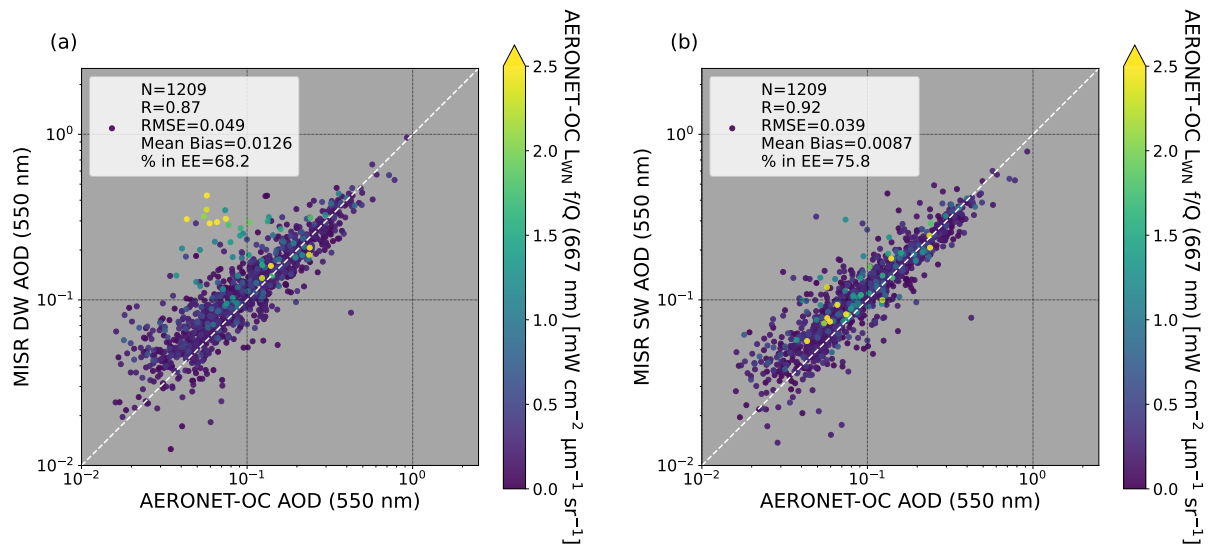 (a)
N=1209
R=0.87
RMSE=0.049
Mean Bias=0.0126
% in EE=68.2
10⁰
10⁻¹
10⁻²
MISR DW AOD (550 nm)
10⁻²
10⁻¹
10⁰
AERONET-OC AOD (550 nm)
2.5
2.0
1.5
1.0
0.5
0.0
AERONET-OC L_WN f/Q (667 nm) [mW cm⁻² μm⁻¹ sr⁻¹]
(b)
N=1209
R=0.92
RMSE=0.039
Mean Bias=0.0087
% in EE=75.8
10⁰
10⁻¹
10⁻²
MISR SW AOD (550 nm)
10⁻²
10⁻¹
10⁰
AERONET-OC AOD (550 nm)
2.5
2.0
1.5
1.0
0.5
0.0
AERONET-OC L_WN f/Q (667 nm) [mW cm⁻² μm⁻¹ sr⁻¹]